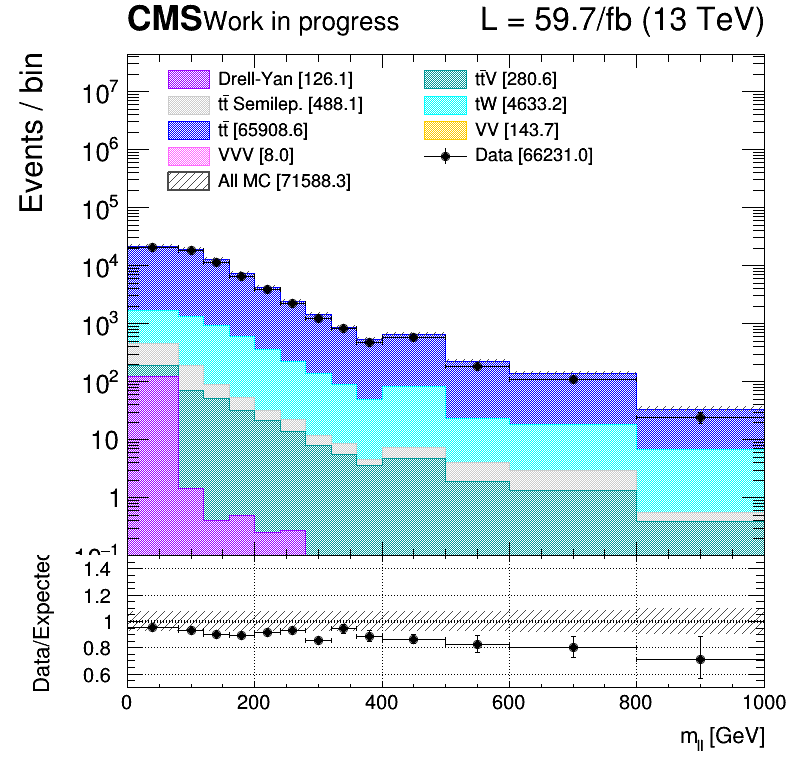 CMS Work in progress L = 59.7/fb (13 TeV)
Events / bin
Drell-Yan [126.1] tt̄V [280.6]
tt̄ Semilep. [488.1] tW [4633.2]
tt̄ [65908.6] VV [143.7]
VVV [8.0] Data [66231.0]
All MC [71588.3]
10⁷
10⁶
10⁵
10⁴
10³
10²
10
1
10⁻¹
Data/Expected
1.4
1.2
1
0.8
0.6
0 200 400 600 800 1000
m_ll [GeV]